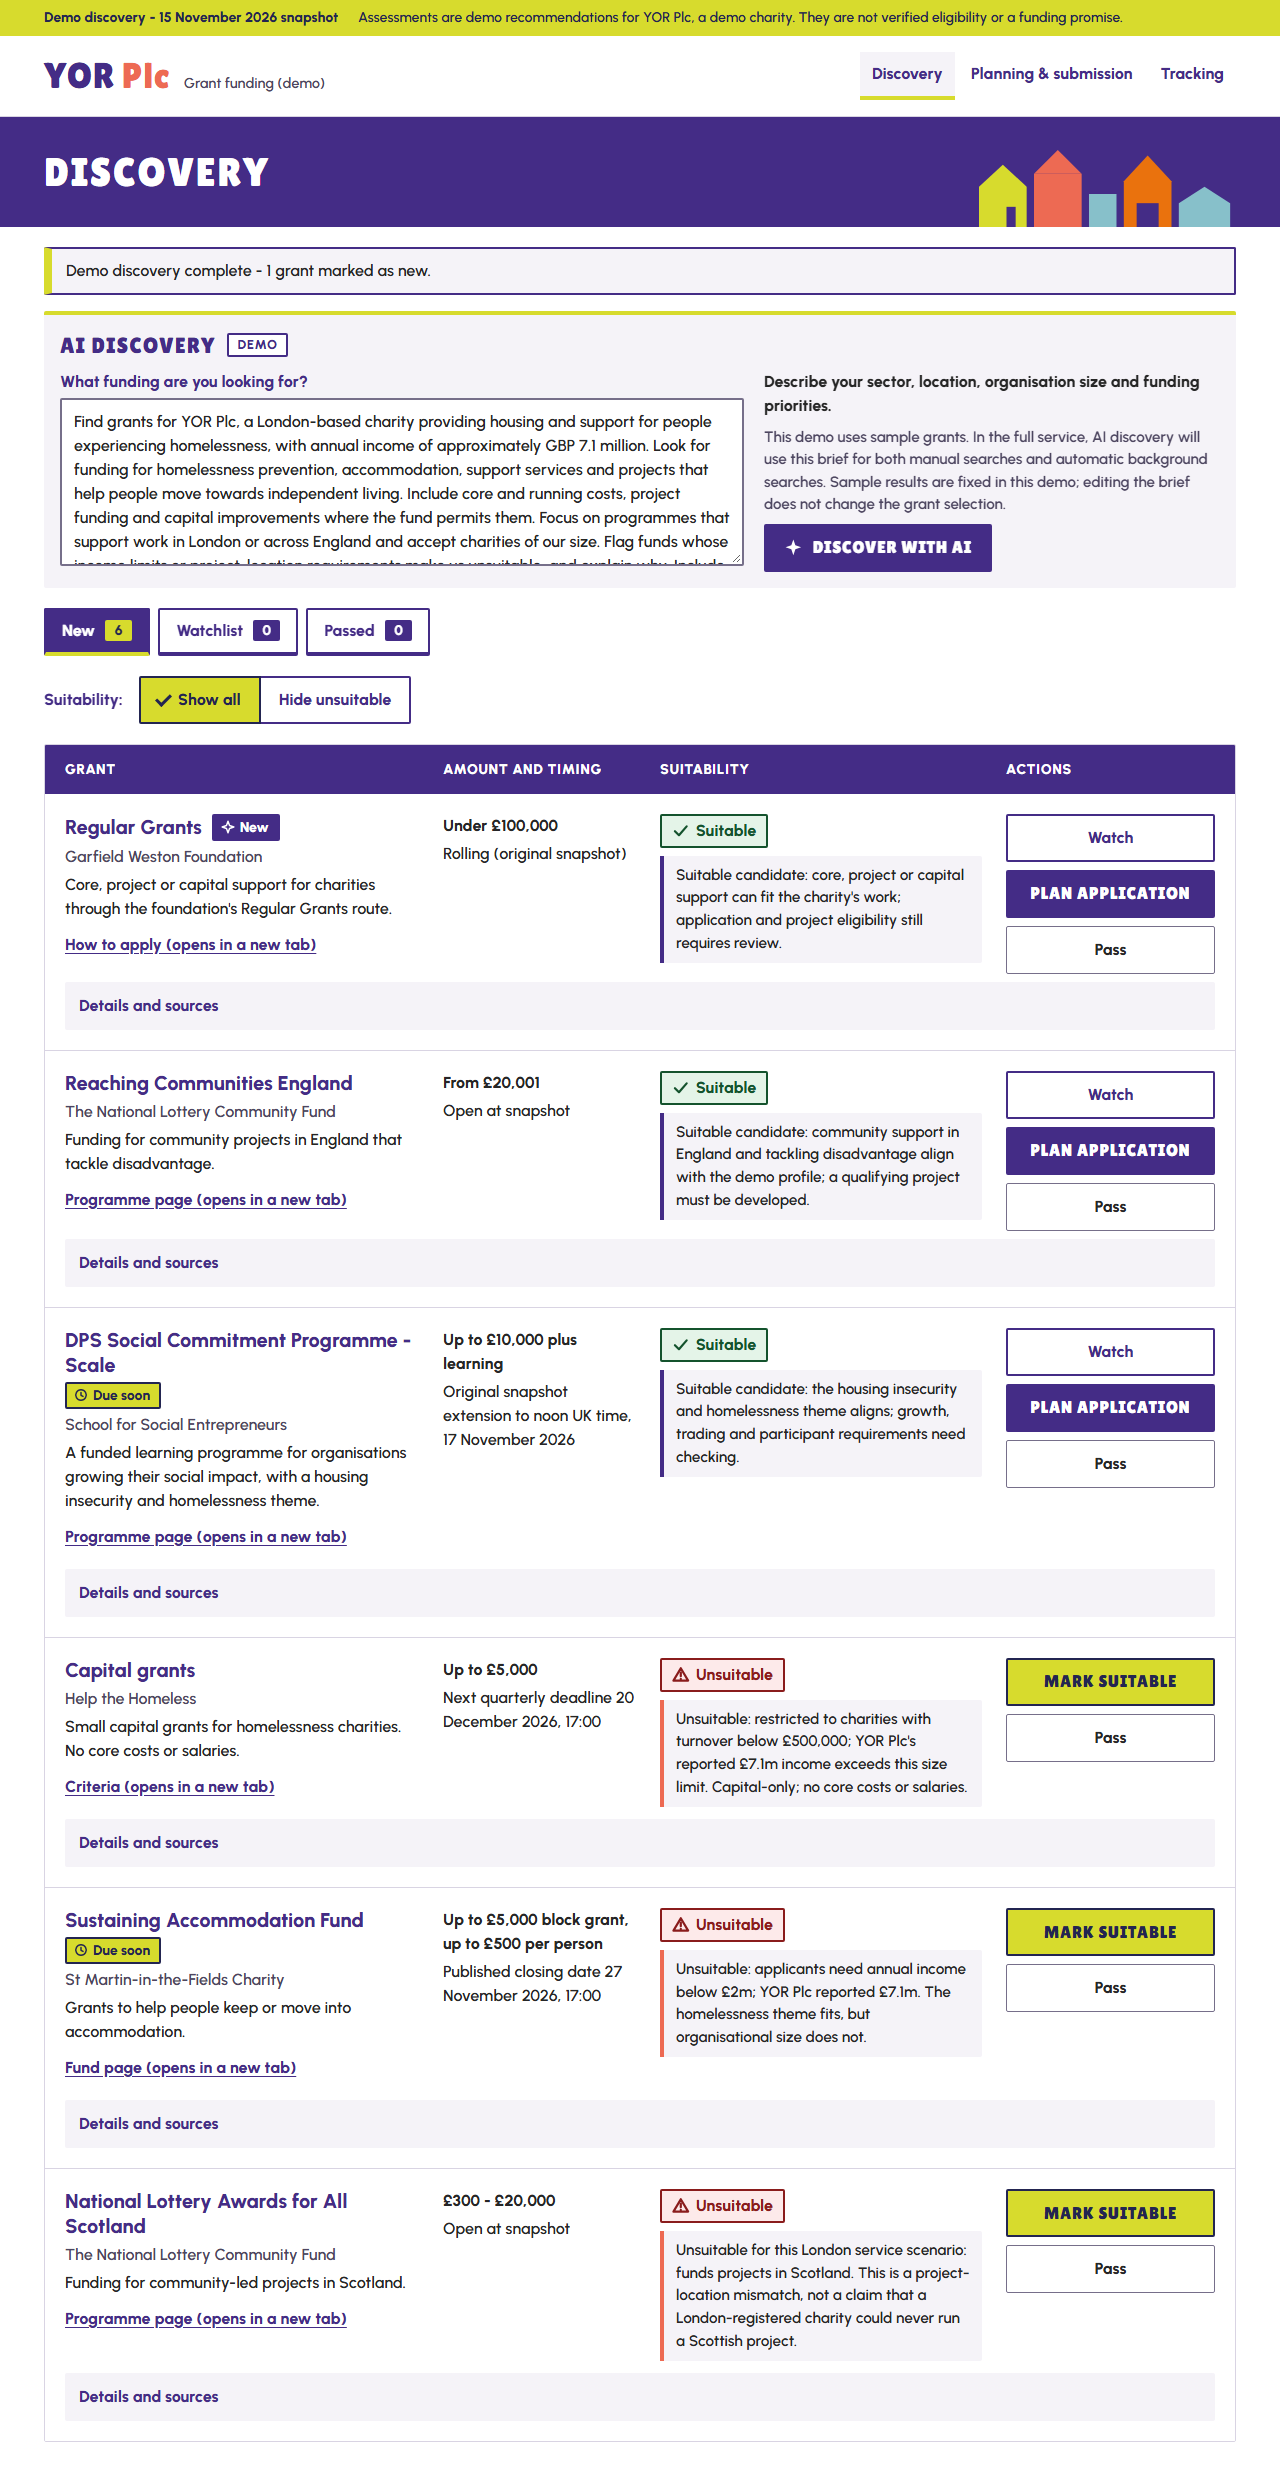 Demo discovery - 15 November 2026 snapshot Assessments are demo recommendations for YOR Plc, a demo charity. They are not verified eligibility or a funding promise.
YOR Plc Grant funding (demo)
Discovery Planning & submission Tracking
DISCOVERY
Demo discovery complete - 1 grant marked as new.
AI DISCOVERY DEMO
What funding are you looking for?
Find grants for YOR Plc, a London-based charity providing housing and support for people
experiencing homelessness, with annual income of approximately GBP 7.1 million. Look for
funding for homelessness prevention, accommodation, support services and projects that
help people move towards independent living. Include core and running costs, project
funding and capital improvements where the fund permits them. Focus on programmes that
support work in London or across England and accept charities of our size. Flag funds whose
income limits or project-location requirements make us unsuitable, and explain why. Include
Describe your sector, location, organisation size and funding
priorities.
This demo uses sample grants. In the full service, AI discovery will
use this brief for both manual searches and automatic background
searches. Sample results are fixed in this demo; editing the brief
does not change the grant selection.
DISCOVER WITH AI
New 6
Watchlist 0
Passed 0
Suitability:
Show all
Hide unsuitable
GRANT AMOUNT AND TIMING SUITABILITY ACTIONS
Regular Grants New
Garfield Weston Foundation
Core, project or capital support for charities
through the foundation's Regular Grants route.
How to apply (opens in a new tab)
Under £100,000
Rolling (original snapshot)
Suitable
Suitable candidate: core, project or capital
support can fit the charity's work;
application and project eligibility still
requires review.
Watch
PLAN APPLICATION
Pass
Details and sources
Reaching Communities England
The National Lottery Community Fund
Funding for community projects in England that
tackle disadvantage.
Programme page (opens in a new tab)
From £20,001
Open at snapshot
Suitable
Suitable candidate: community support in
England and tackling disadvantage align
with the demo profile; a qualifying project
must be developed.
Watch
PLAN APPLICATION
Pass
Details and sources
DPS Social Commitment Programme -
Scale
Due soon
School for Social Entrepreneurs
A funded learning programme for organisations
growing their social impact, with a housing
insecurity and homelessness theme.
Programme page (opens in a new tab)
Up to £10,000 plus
learning
Original snapshot
extension to noon UK time,
17 November 2026
Suitable
Suitable candidate: the housing insecurity
and homelessness theme aligns; growth,
trading and participant requirements need
checking.
Watch
PLAN APPLICATION
Pass
Details and sources
Capital grants
Help the Homeless
Small capital grants for homelessness charities.
No core costs or salaries.
Criteria (opens in a new tab)
Up to £5,000
Next quarterly deadline 20
December 2026, 17:00
Unsuitable
Unsuitable: restricted to charities with
turnover below £500,000; YOR Plc's
reported £7.1m income exceeds this size
limit. Capital-only; no core costs or salaries.
MARK SUITABLE
Pass
Details and sources
Sustaining Accommodation Fund
Due soon
St Martin-in-the-Fields Charity
Grants to help people keep or move into
accommodation.
Fund page (opens in a new tab)
Up to £5,000 block grant,
up to £500 per person
Published closing date 27
November 2026, 17:00
Unsuitable
Unsuitable: applicants need annual income
below £2m; YOR Plc reported £7.1m. The
homelessness theme fits, but
organisational size does not.
MARK SUITABLE
Pass
Details and sources
National Lottery Awards for All
Scotland
The National Lottery Community Fund
Funding for community-led projects in Scotland.
Programme page (opens in a new tab)
£300 - £20,000
Open at snapshot
Unsuitable
Unsuitable for this London service scenario:
funds projects in Scotland. This is a project-
location mismatch, not a claim that a
London-registered charity could never run
a Scottish project.
MARK SUITABLE
Pass
Details and sources